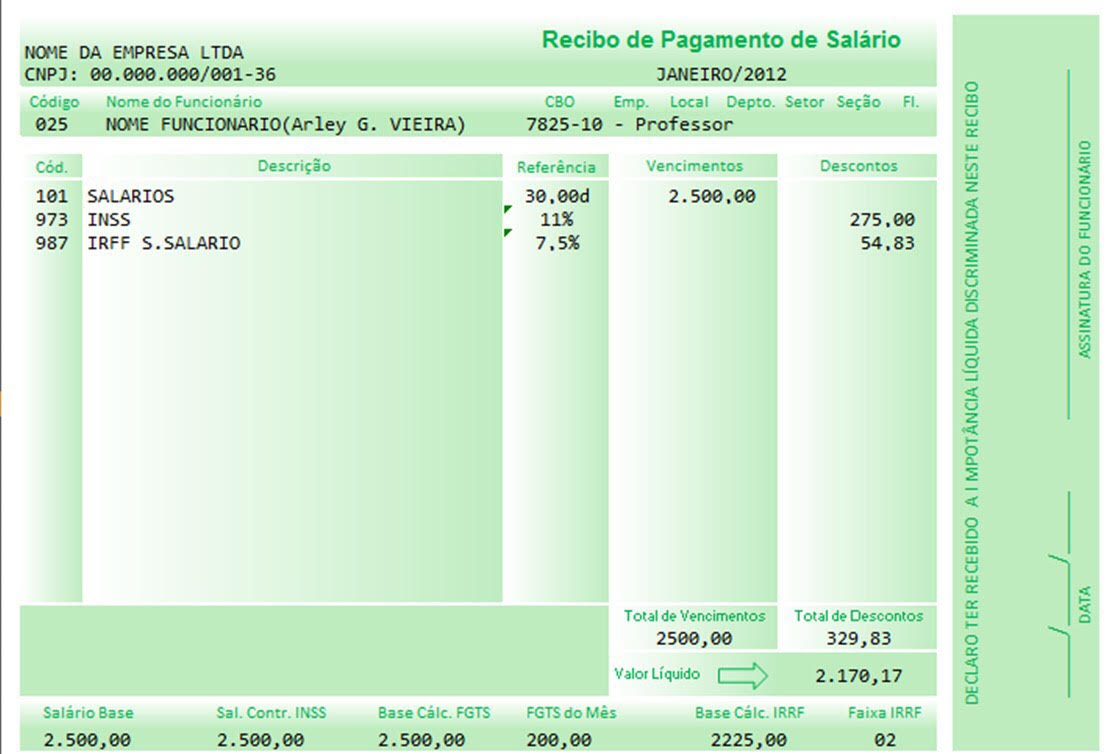 Recibo de Pagamento de Salário
NOME DA EMPRESA LTDA
CNPJ: 00.000.000/001-36 JANEIRO/2012
Código Nome do Funcionário CBO Emp. Local Depto. Setor Seção Fl.
025 NOME FUNCIONARIO(Arley G. VIEIRA) 7825-10 - Professor
Cód. Descrição Referência Vencimentos Descontos
101 SALARIOS 30,00d 2.500,00
973 INSS 11% 275,00
987 IRFF S.SALARIO 7,5% 54,83
Total de Vencimentos Total de Descontos
2500,00 329,83
Valor Líquido 2.170,17
Salário Base Sal. Contr. INSS Base Cálc. FGTS FGTS do Mês Base Cálc. IRRF Faixa IRRF
2.500,00 2.500,00 2.500,00 200,00 2225,00 02
DECLARO TER RECEBIDO A I MPOTÂNCIA LÍQUIDA DISCRIMINADA NESTE RECIBO
ASSINATURA DO FUNCIONÁRIO
DATA